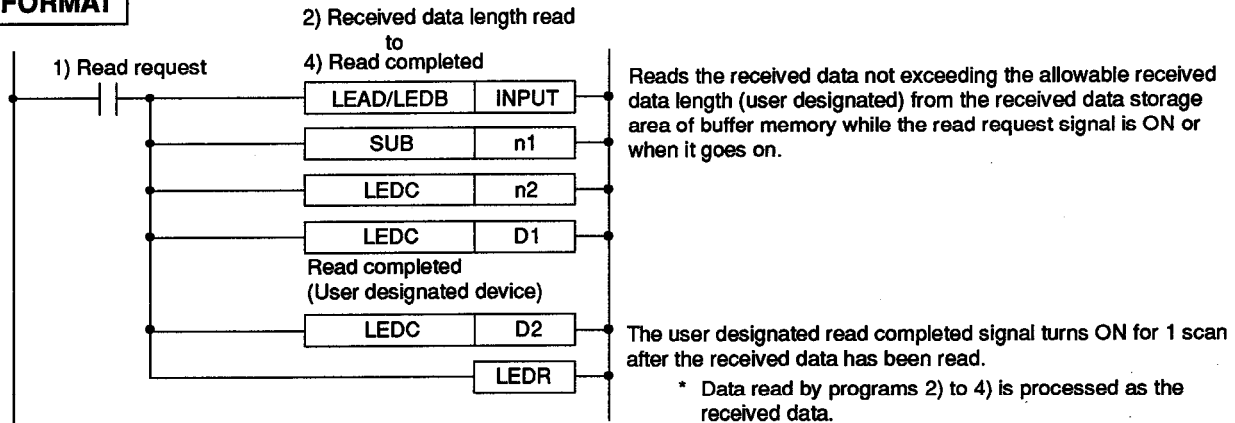 FORMAT
2) Received data length read
to
4) Read completed
1) Read request
LEAD/LEDB INPUT
SUB n1
LEDC n2
LEDC D1
Read completed
(User designated device)
LEDC D2
LEDR
Reads the received data not exceeding the allowable received
data length (user designated) from the received data storage
area of buffer memory while the read request signal is ON or
when it goes on.
The user designated read completed signal turns ON for 1 scan
after the received data has been read.
* Data read by programs 2) to 4) is processed as the
received data.